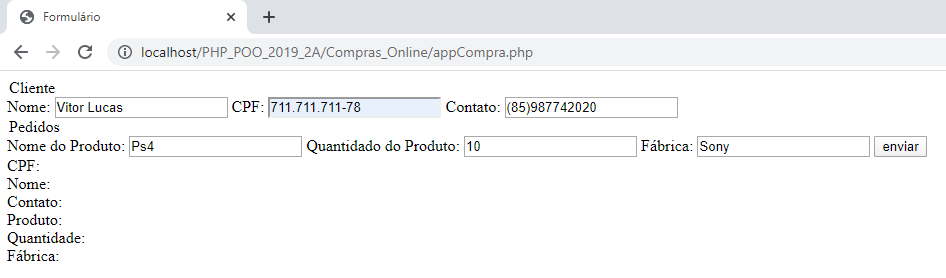 Formulário
localhost/PHP_POO_2019_2A/Compras_Online/appCompra.php
Cliente
Nome: Vitor Lucas CPF: 711.711.711-78 Contato: (85)987742020
Pedidos
Nome do Produto: Ps4 Quantidado do Produto: 10 Fábrica: Sony enviar
CPF:
Nome:
Contato:
Produto:
Quantidade:
Fábrica: